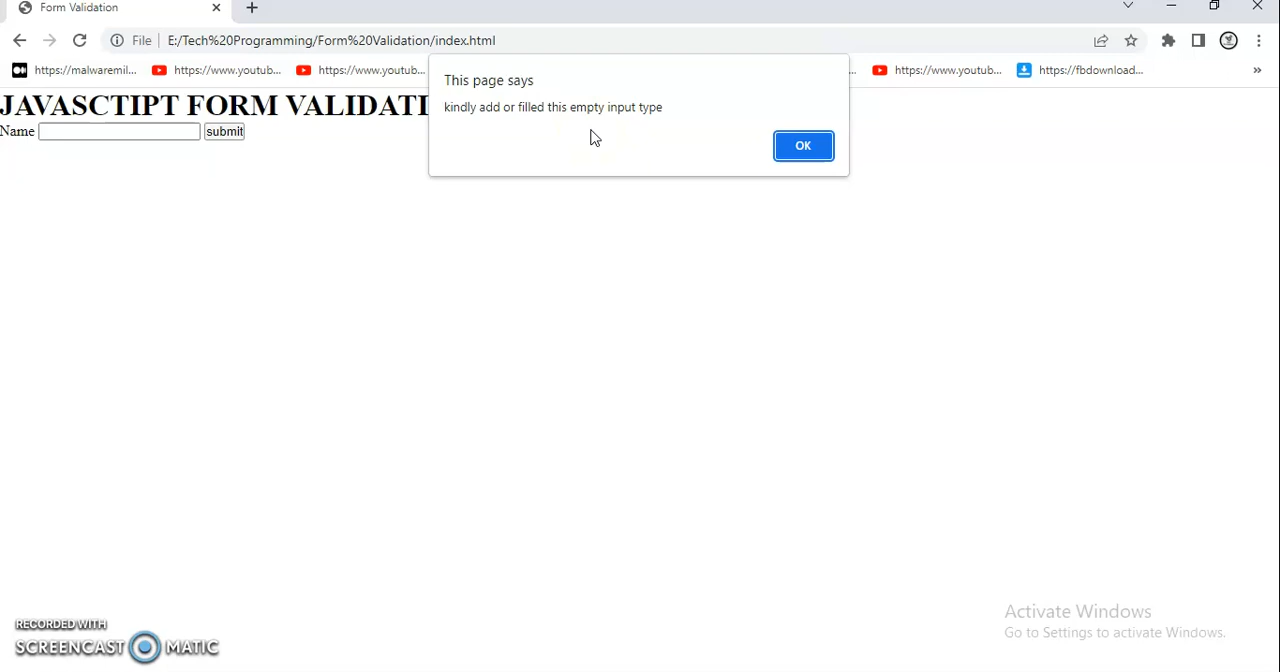 Form Validation
File E:/Tech%20Programming/Form%20Validation/index.html
https://malwaremil... https://www.youtub... https://www.youtub... ... https://www.youtub... https://fbdownload... »
This page says
kindly add or filled this empty input type
OK
JAVASCTIPT FORM VALIDATI
Name submit
Activate Windows
Go to Settings to activate Windows.
RECORDED WITH
SCREENCAST MATIC